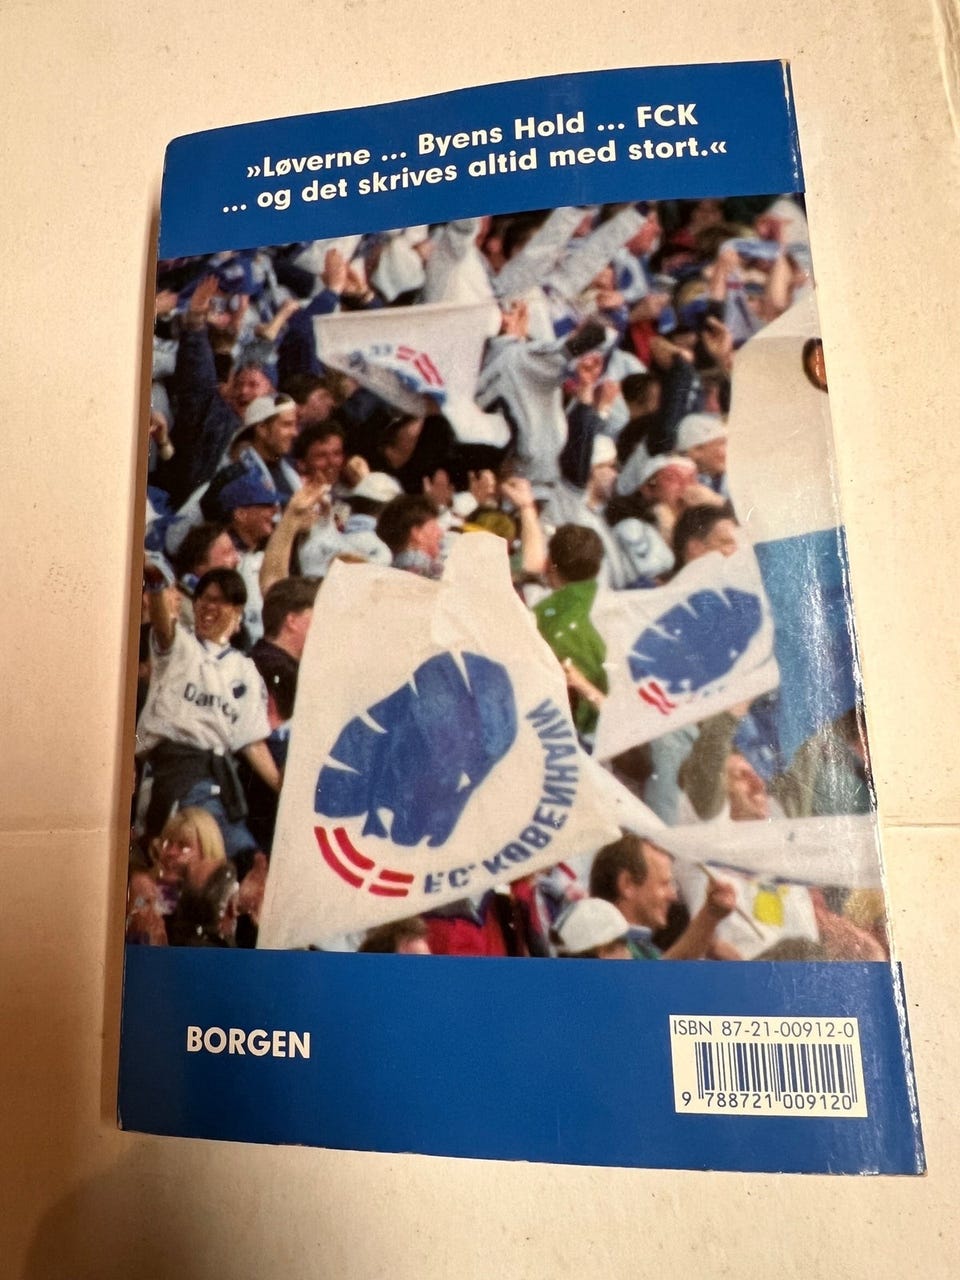 »Løverne ... Byens Hold ... FCK
... og det skrives altid med stort.«
FC KØBENHAVN
BORGEN
ISBN 87-21-00912-0
9 788721 009120